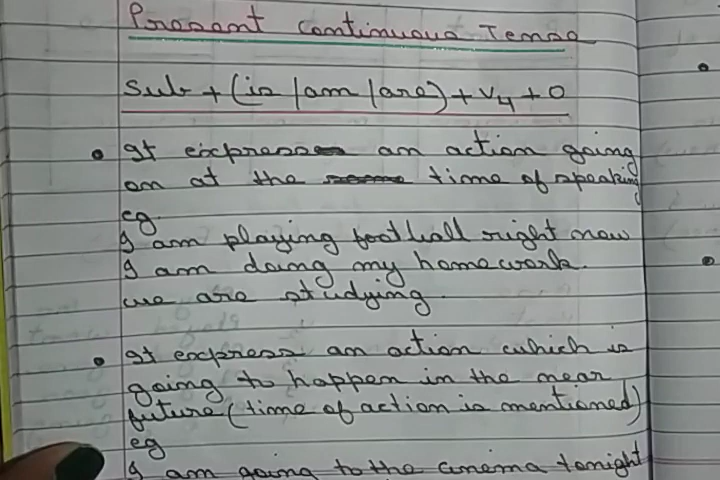 Present Continuous Tense
Sub + (is / am / are) + V4 + O
• It express an action going
on at the time of speaking
eg.
I am playing football right now
I am doing my homework.
we are studying.
• It express an action which is
going to happen in the near
future (time of action is mentioned)
eg
I am going to the cinema tonight